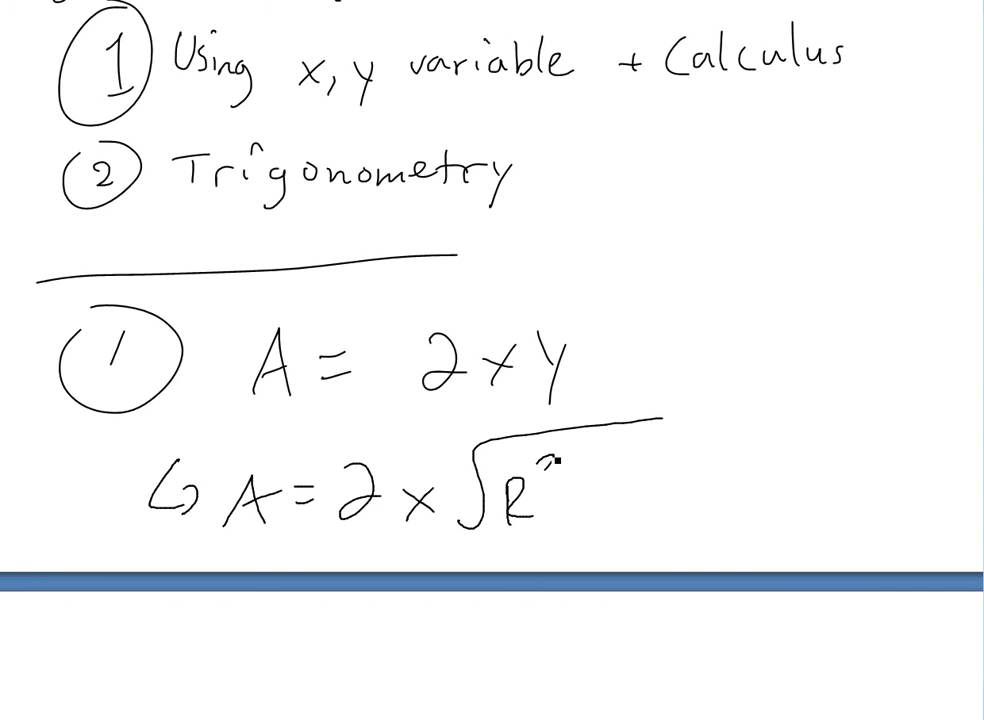 ① Using x, y variable + Calculus
② Trigonometry
① A = 2xy
↳ A = 2x√R²